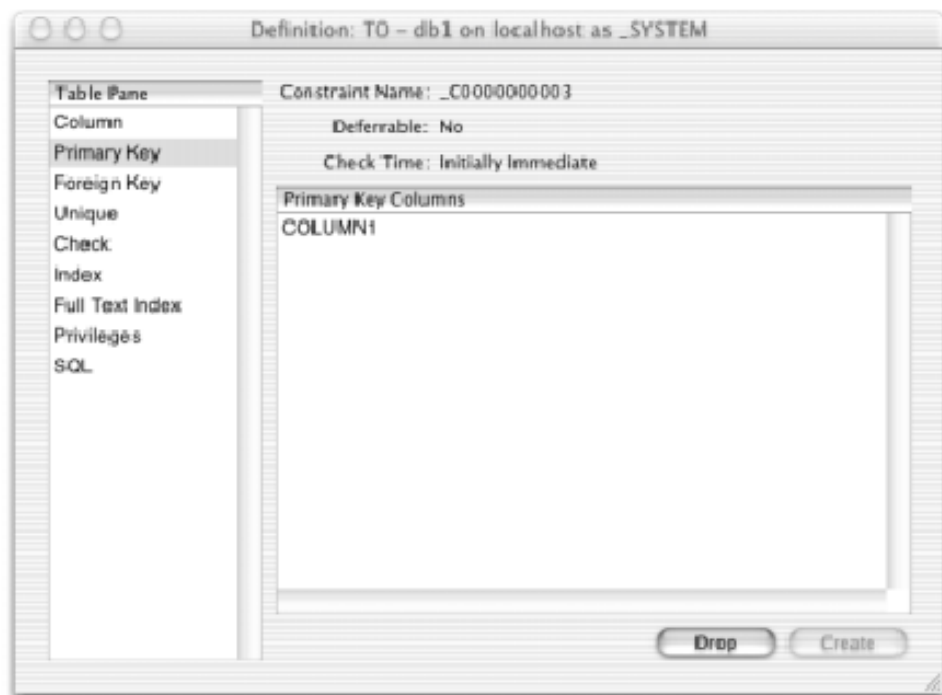 Definition: T0 – db1 on localhost as _SYSTEM
Table Pane
Column
Primary Key
Foreign Key
Unique
Check
Index
Full Text Index
Privileges
SQL
Constraint Name: _C0000000003
Deferrable: No
Check Time: Initially Immediate
Primary Key Columns
COLUMN1
Drop
Create